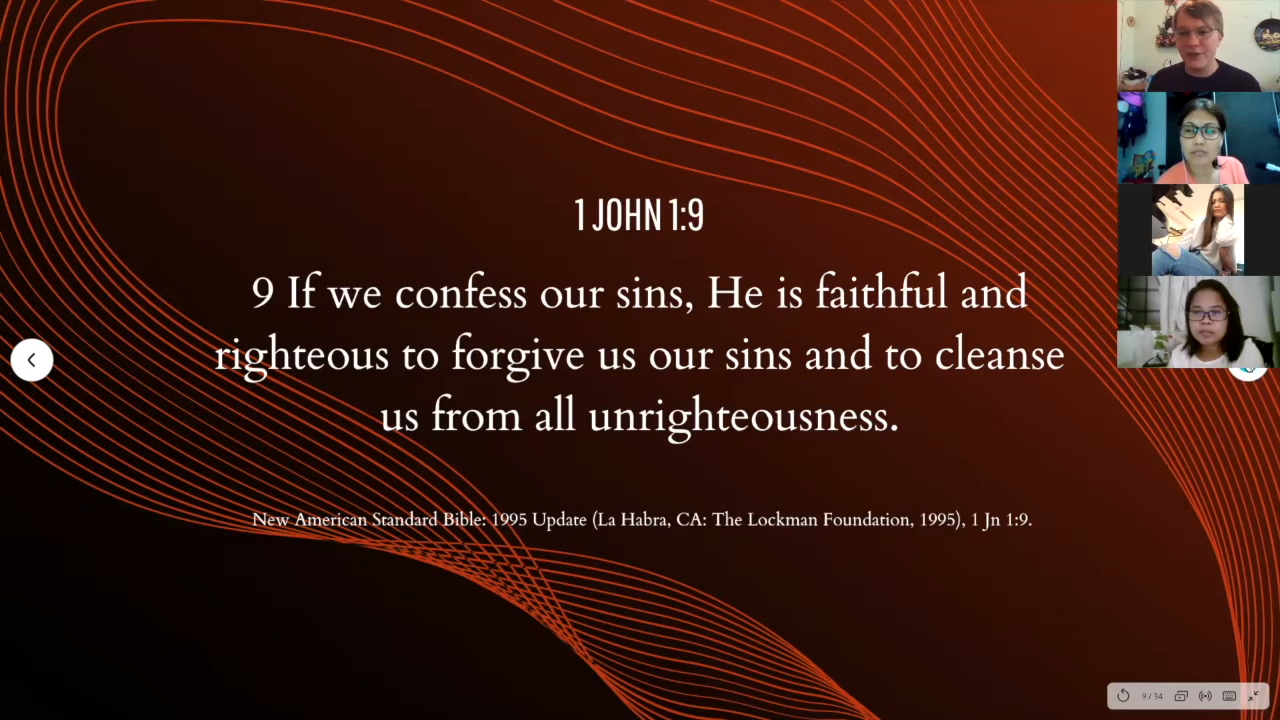 1 JOHN 1:9
9 If we confess our sins, He is faithful and
righteous to forgive us our sins and to cleanse
us from all unrighteousness.
New American Standard Bible: 1995 Update (La Habra, CA: The Lockman Foundation, 1995), 1 Jn 1:9.
9 / 34